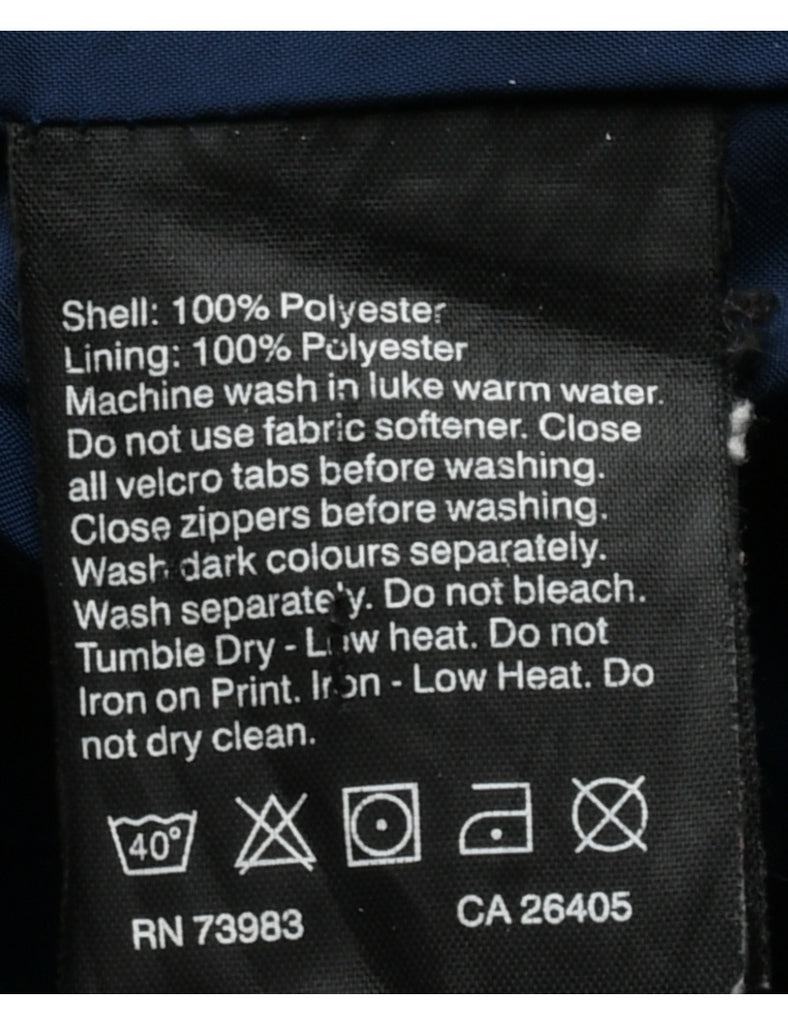 Shell: 100% Polyester
Lining: 100% Polyester
Machine wash in luke warm water.
Do not use fabric softener. Close
all velcro tabs before washing.
Close zippers before washing.
Wash dark colours separately.
Wash separately. Do not bleach.
Tumble Dry - Low heat. Do not
Iron on Print. Iron - Low Heat. Do
not dry clean.
40°
RN 73983 CA 26405